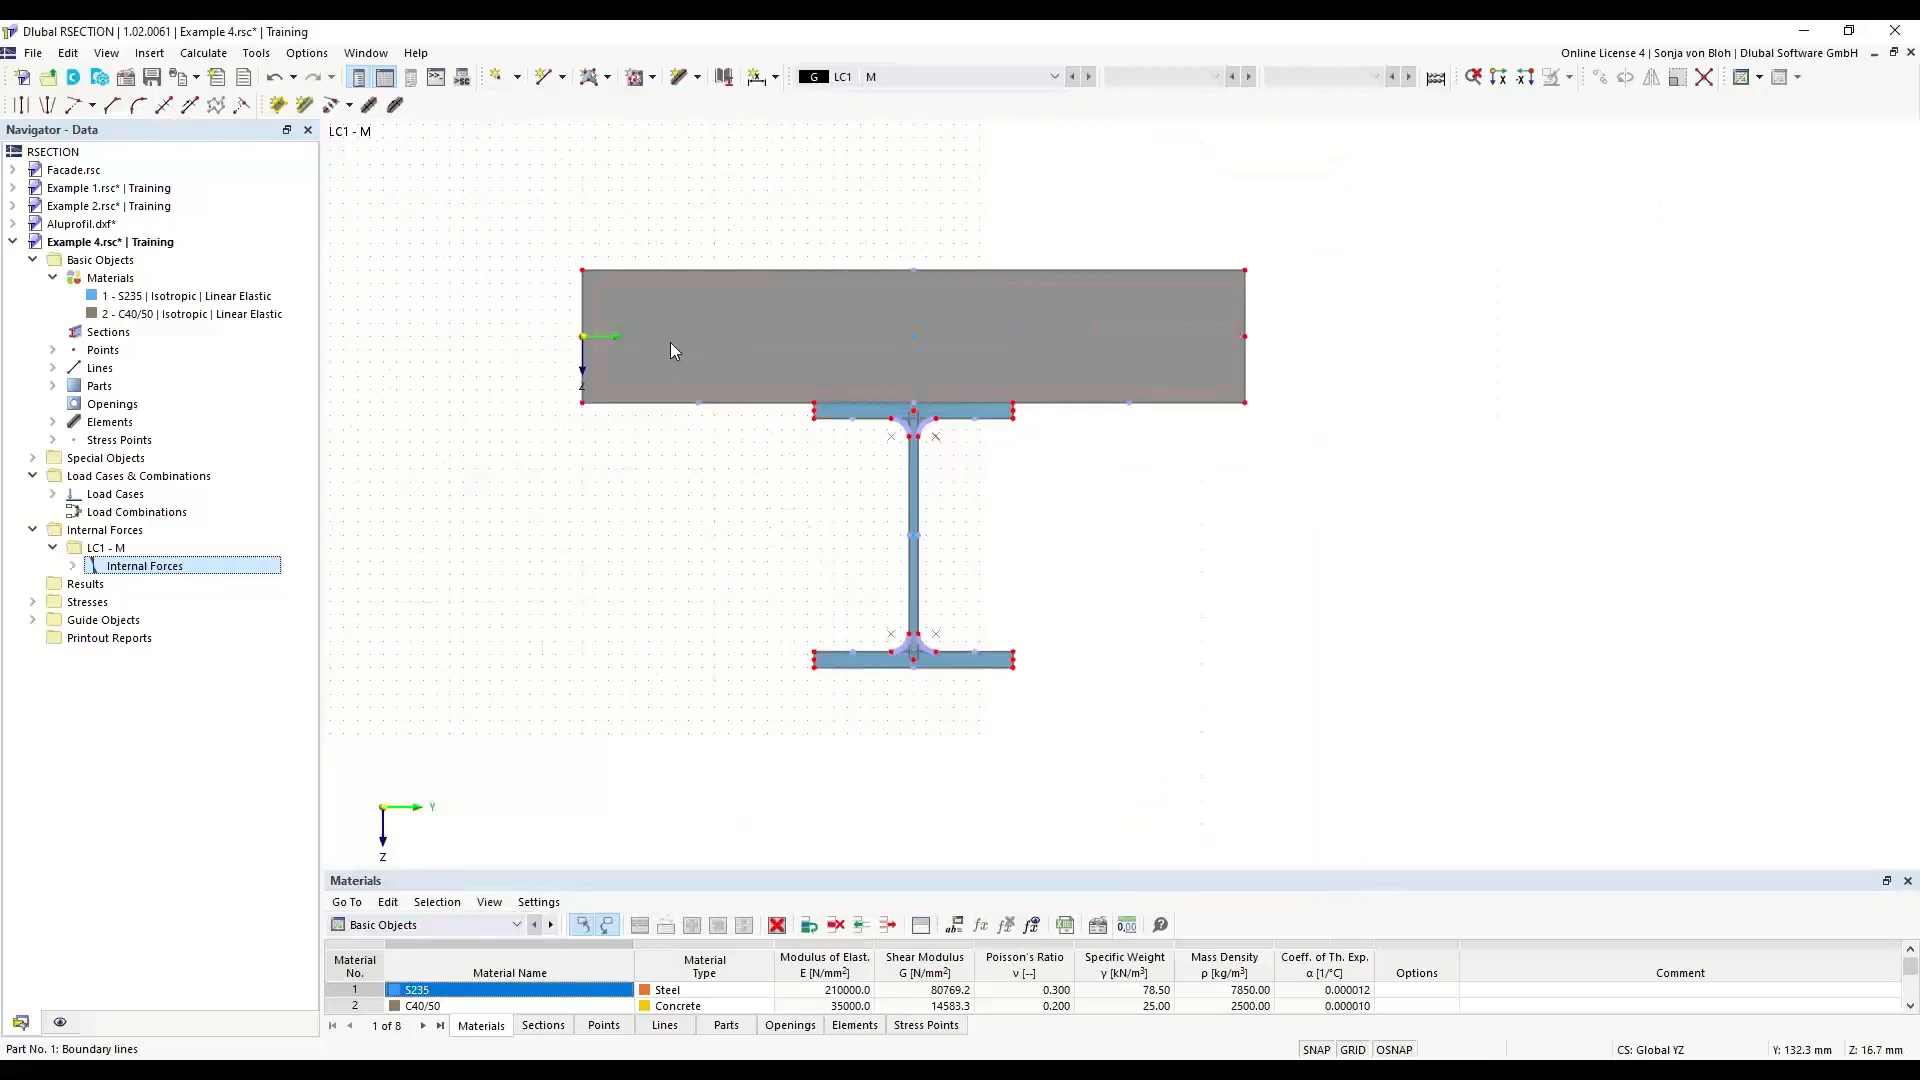 Dlubal RSECTION | 1.02.0061 | Example 4.rsc* | Training
File Edit View Insert Calculate Tools Options Window Help
Online License 4 | Sonja von Bloh | Dlubal Software GmbH
G LC1 M
Navigator - Data
LC1 - M
RSECTION
Facade.rsc
Example 1.rsc* | Training
Example 2.rsc* | Training
Aluprofil.dxf*
Example 4.rsc* | Training
Basic Objects
Materials
1 - S235 | Isotropic | Linear Elastic
2 - C40/50 | Isotropic | Linear Elastic
Sections
Points
Lines
Parts
Openings
Elements
Stress Points
Special Objects
Load Cases & Combinations
Load Cases
Load Combinations
Internal Forces
LC1 - M
Internal Forces
Results
Stresses
Guide Objects
Printout Reports
Z
Y
Z
Materials
Go To Edit Selection View Settings
Basic Objects
Material No. Material Name Material Type Modulus of Elast. E [N/mm²] Shear Modulus G [N/mm²] Poisson's Ratio ν [--] Specific Weight γ [kN/m³] Mass Density ρ [kg/m³] Coeff. of Th. Exp. α [1/°C] Options Comment
1 S235 Steel 210000.0 80769.2 0.300 78.50 7850.00 0.000012
2 C40/50 Concrete 35000.0 14583.3 0.200 25.00 2500.00 0.000010
1 of 8 Materials Sections Points Lines Parts Openings Elements Stress Points
Part No. 1: Boundary lines
SNAP GRID OSNAP CS: Global YZ Y: 132.3 mm Z: 16.7 mm